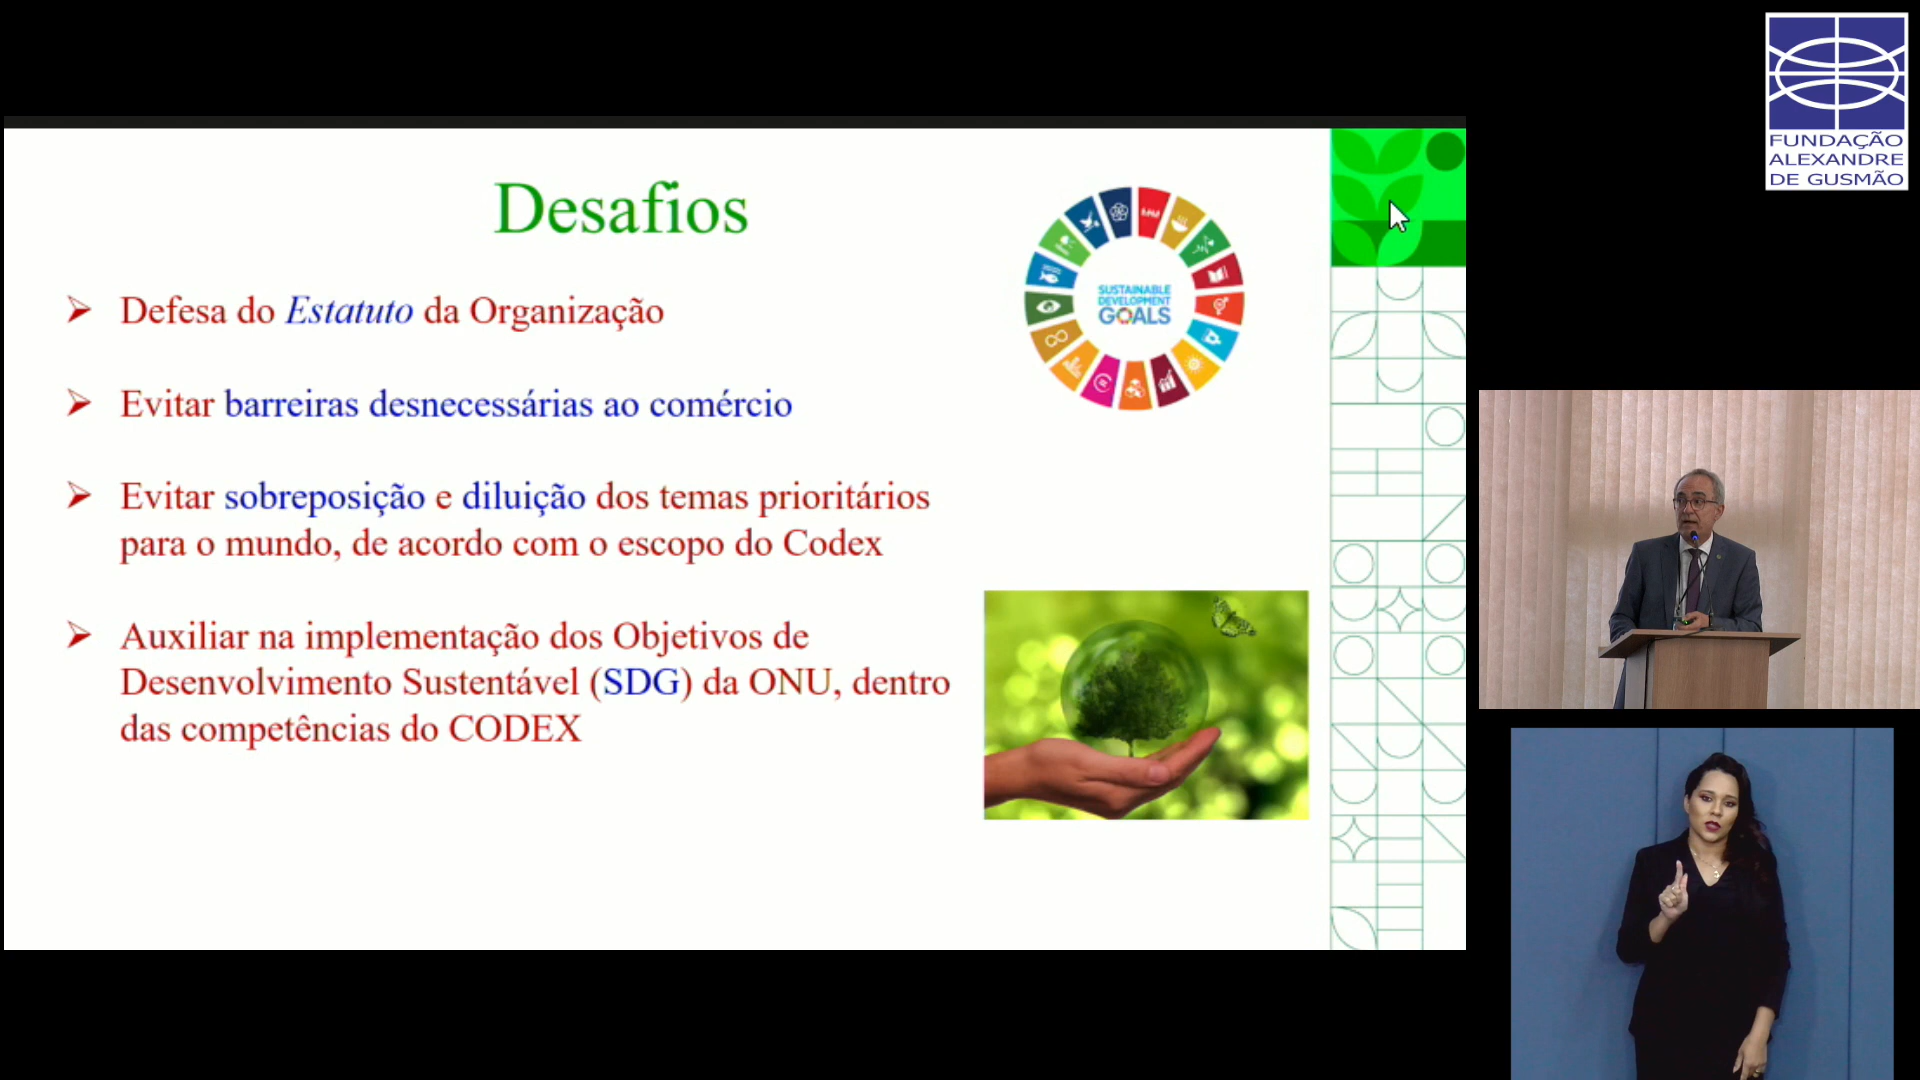 Desafios
Defesa do Estatuto da Organização
Evitar barreiras desnecessárias ao comércio
Evitar sobreposição e diluição dos temas prioritários
para o mundo, de acordo com o escopo do Codex
Auxiliar na implementação dos Objetivos de
Desenvolvimento Sustentável (SDG) da ONU, dentro
das competências do CODEX
SUSTAINABLE
DEVELOPMENT
GOALS
FUNDAÇÃO
ALEXANDRE
DE GUSMÃO